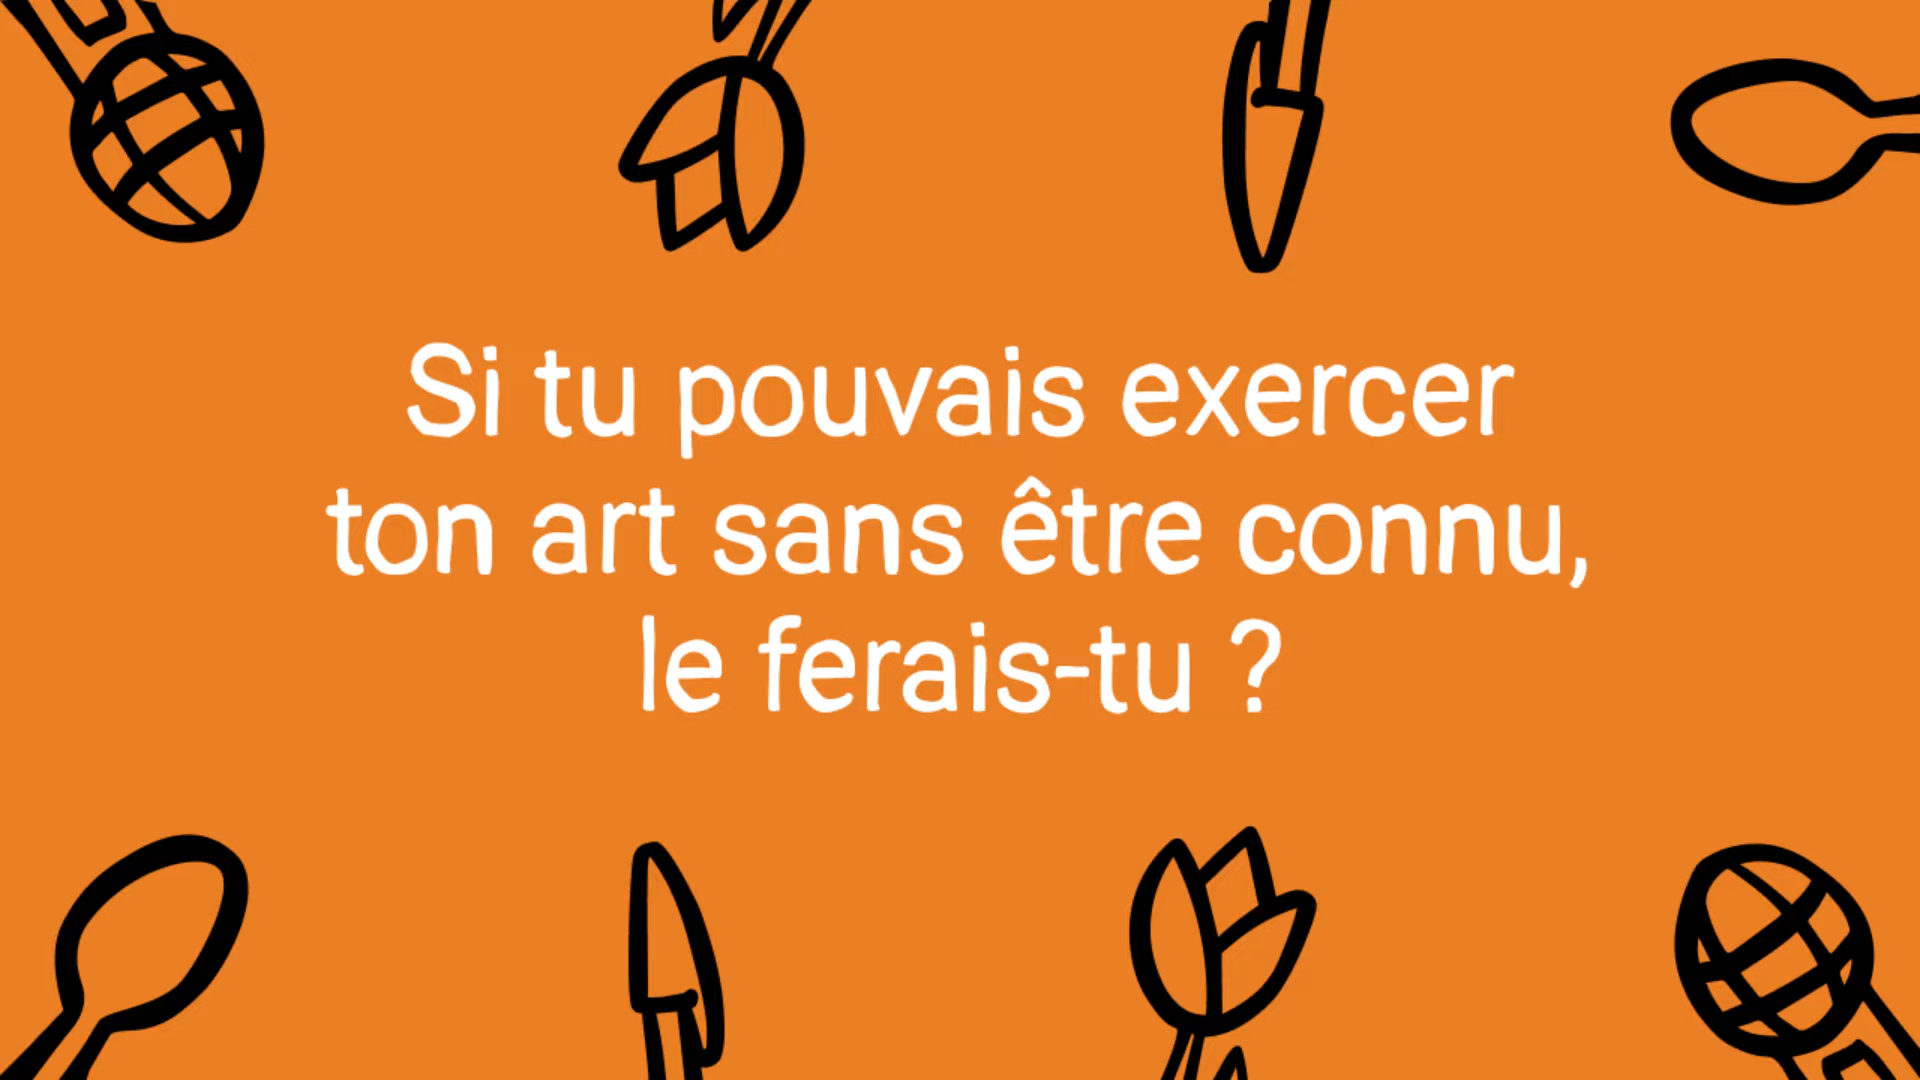 Si tu pouvais exercer
ton art sans être connu,
le ferais-tu ?